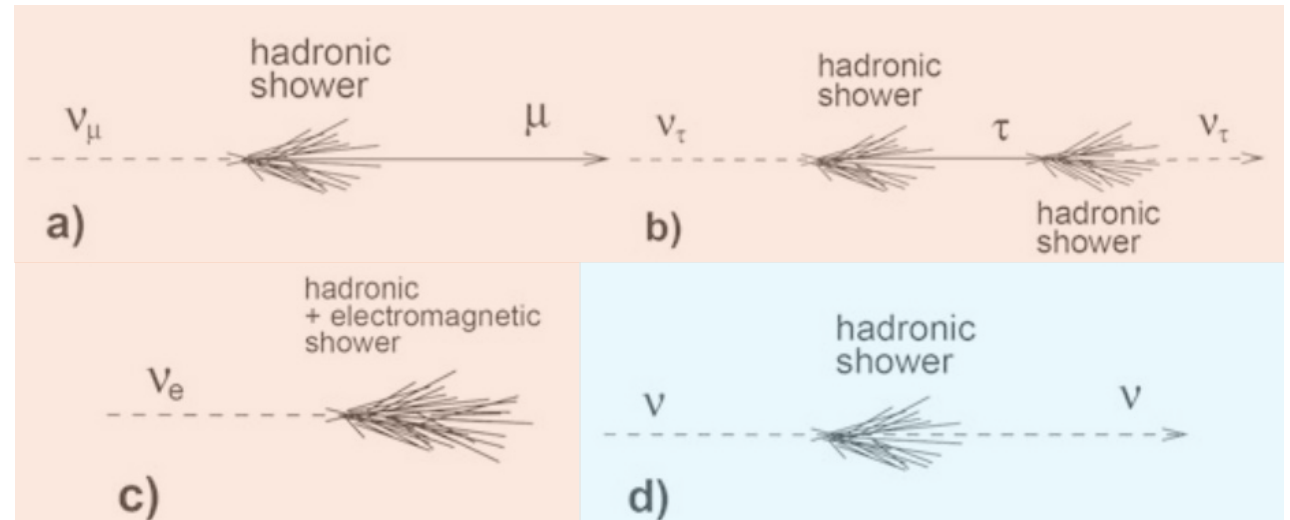 hadronic
shower
ν_μ
μ
a)
hadronic
shower
ν_τ
τ
ν_τ
hadronic
shower
b)
hadronic
+ electromagnetic
shower
ν_e
c)
hadronic
shower
ν
ν
d)